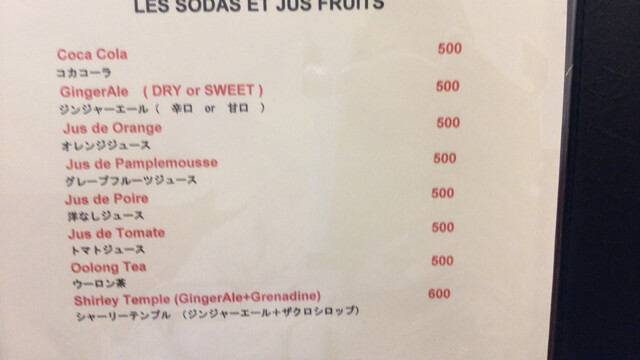 LES SODAS ET JUS FRUITS
Coca Cola 500
コカコーラ
GingerAle ( DRY or SWEET ) 500
ジンジャーエール ( 辛口 or 甘口 )
Jus de Orange 500
オレンジジュース
Jus de Pamplemousse 500
グレープフルーツジュース
Jus de Poire 500
洋なしジュース
Jus de Tomate 500
トマトジュース
Oolong Tea 500
ウーロン茶
Shirley Temple (GingerAle+Grenadine) 600
シャーリーテンプル (ジンジャーエール+ザクロシロップ)